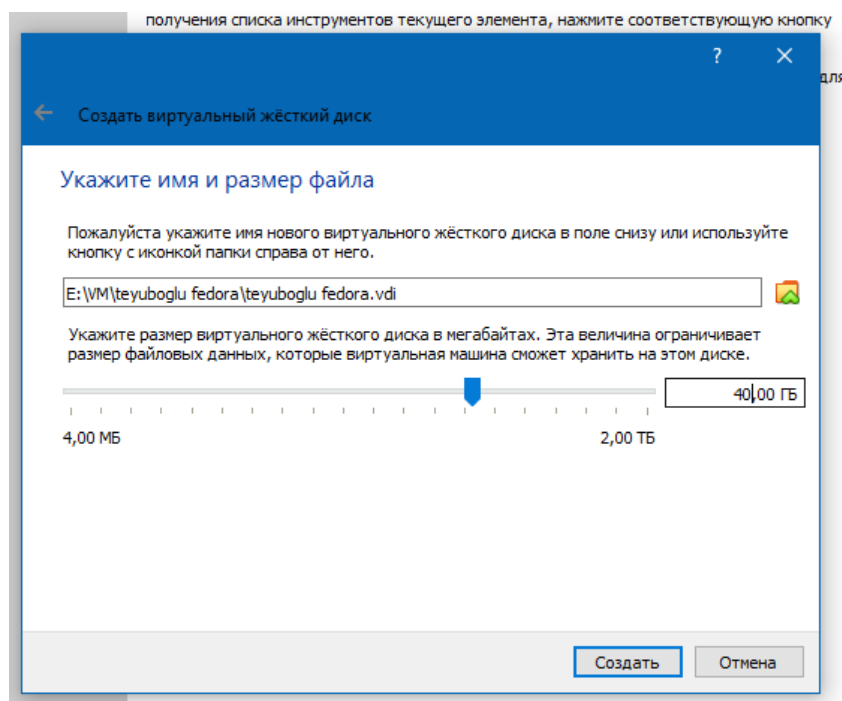 получения списка инструментов текущего элемента, нажмите соответствующую кнопку
?
для
Создать виртуальный жёсткий диск
Укажите имя и размер файла
Пожалуйста укажите имя нового виртуального жёсткого диска в поле снизу или используйте
кнопку с иконкой папки справа от него.
E:\VM\teyuboglu fedora\teyuboglu fedora.vdi
Укажите размер виртуального жёсткого диска в мегабайтах. Эта величина ограничивает
размер файловых данных, которые виртуальная машина сможет хранить на этом диске.
40,00 ГБ
4,00 МБ 2,00 ТБ
Создать Отмена